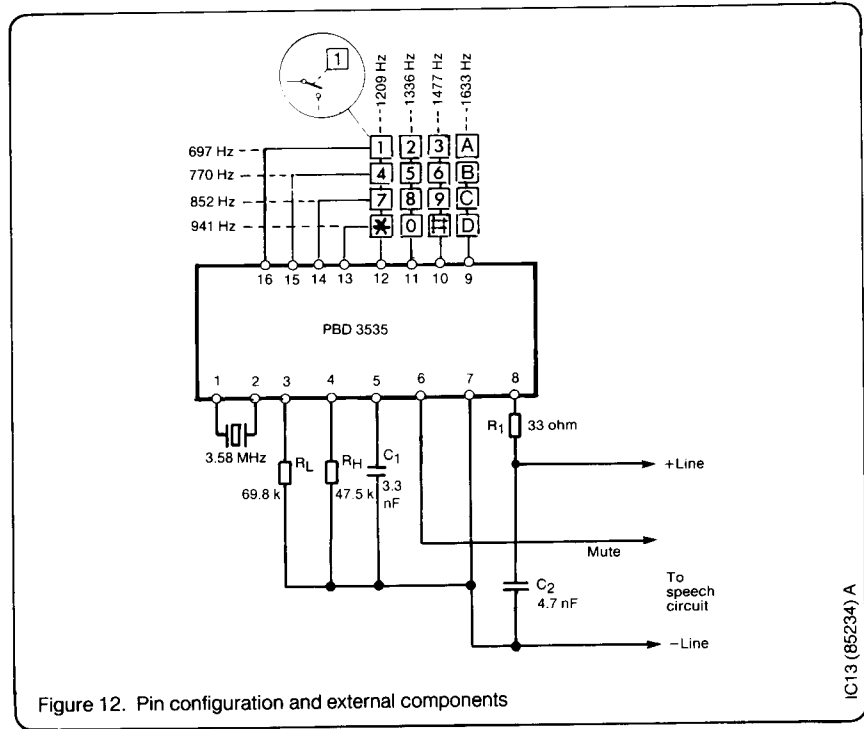 1
1209 Hz
1336 Hz
1477 Hz
1633 Hz
697 Hz
1 2 3 A
770 Hz
4 5 6 B
852 Hz
7 8 9 C
941 Hz
* 0 # D
16 15 14 13 12 11 10 9
PBD 3535
1 2 3 4 5 6 7 8
3.58 MHz
RL
69.8 k
RH
47.5 k
C1
3.3
nF
R1 33 ohm
+Line
Mute
C2
4.7 nF
To
speech
circuit
−Line
IC13 (85234) A
Figure 12. Pin configuration and external components